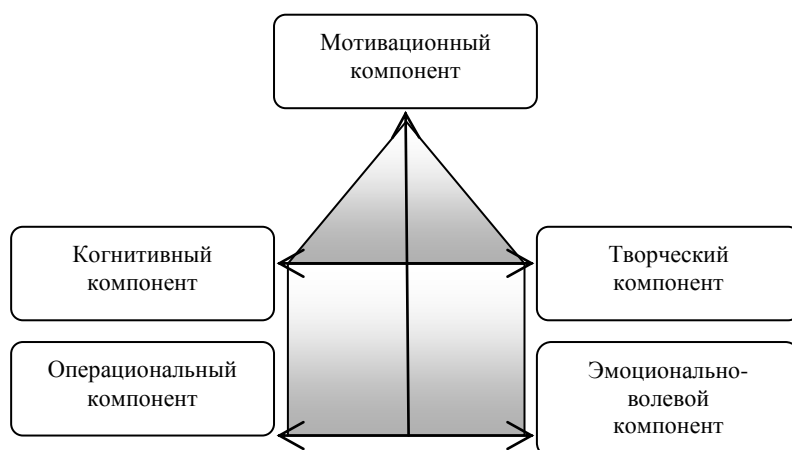 Мотивационный
компонент
Когнитивный
компонент
Творческий
компонент
Операциональный
компонент
Эмоционально-
волевой
компонент